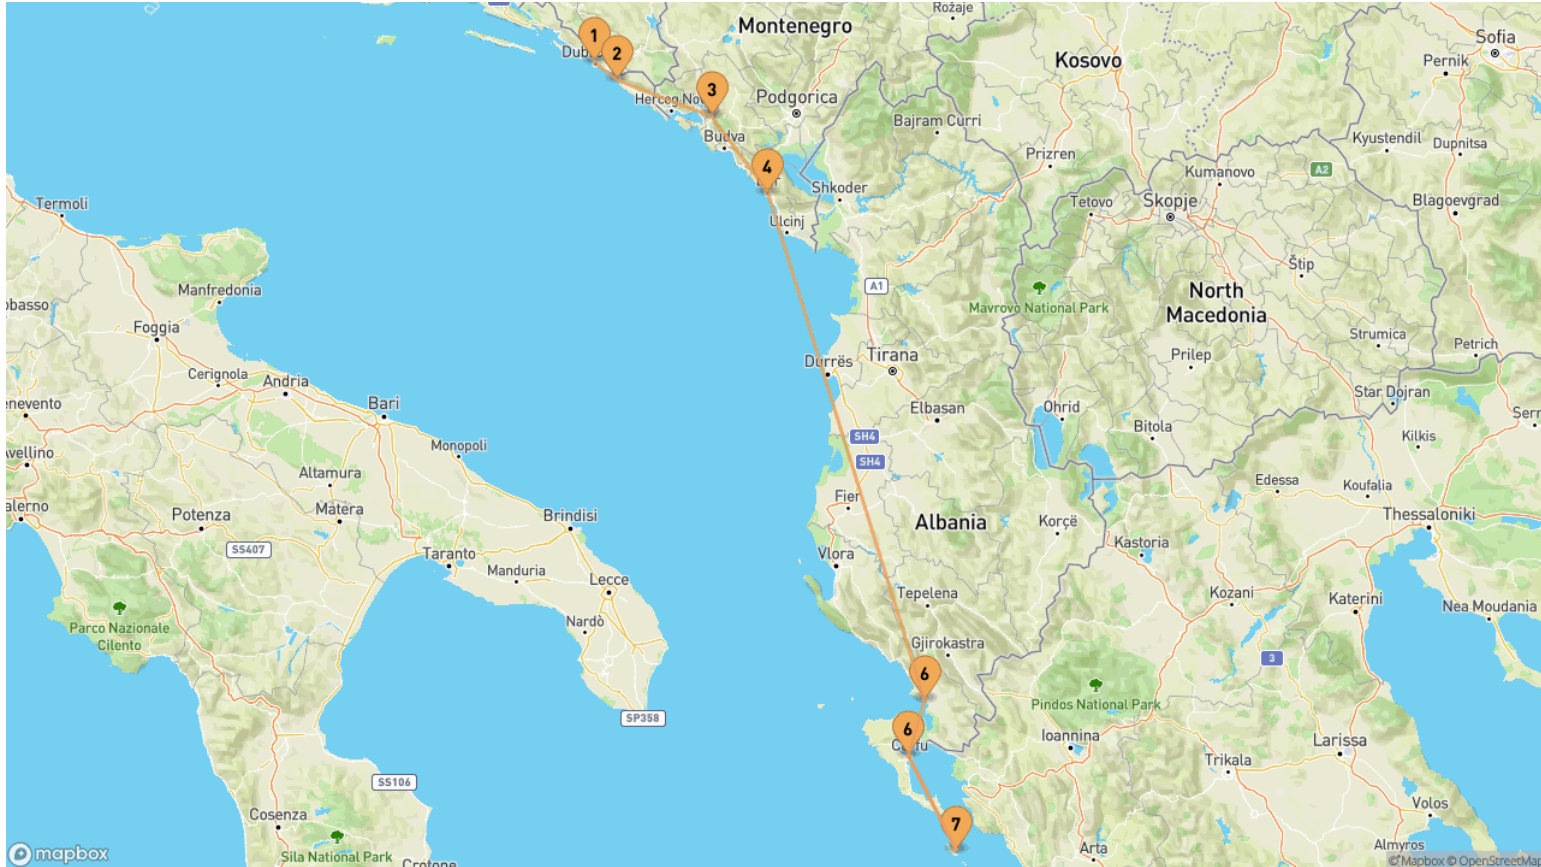 Montenegro
Rožaje
Kosovo
Sofia
Pernik
1
2
Herceg
3
Podgorica
Budva
Bajram Curri
Kyustendil
Dupnitsa
Prizren
4
Shkoder
Kumanovo
A2
Tetovo
Skopje
Blagoevgrad
Ulcinj
Termoli
Štip
Manfredonia
A1
Mavrovo National Park
North
Macedonia
Foggia
Strumica
Petrich
Durrës
Tirana
Prilep
Cerignola
Andria
Star Dojran
Bari
Elbasan
Ohrid
Bitola
Kilkis
Monopoli
SH4
SH4
Altamura
Edessa
Koufalia
Fier
Matera
Potenza
Brindisi
Albania
Korçë
Thessaloniki
SS407
Taranto
Vlora
Kastoria
Manduria
Lecce
Tepelena
Kozani
Katerini
Nea Moudania
Nardò
Parco Nazionale
Cilento
Gjirokastra
3
6
Pindos National Park
SP358
6
Ioannina
Larissa
Trikala
SS106
Volos
Cosenza
7
Arta
Sila National Park
Crotone
mapbox
© Mapbox © OpenStreetMap